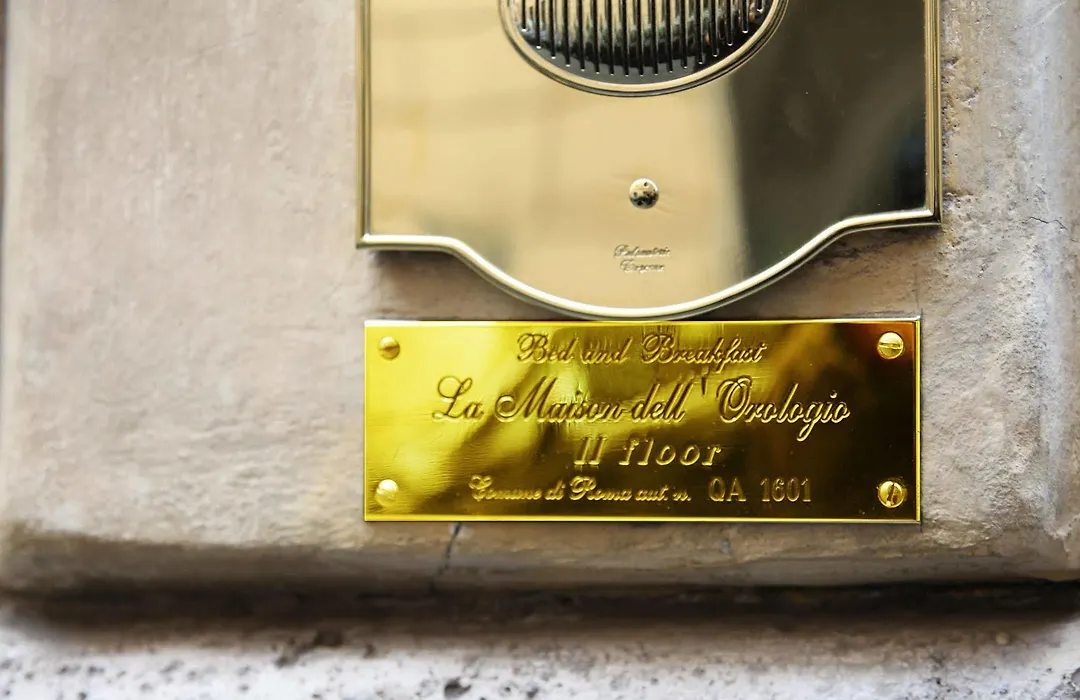 Bed and Breakfast
La Maison dell'Orologio
II floor
Comune di Roma aut. n. QA 1601